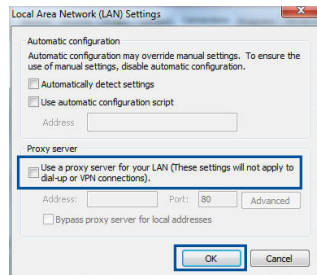 Local Area Network (LAN) Settings
Automatic configuration
Automatic configuration may override manual settings. To ensure the
use of manual settings, disable automatic configuration.
Automatically detect settings
Use automatic configuration script
Address
Proxy server
Use a proxy server for your LAN (These settings will not apply to
dial-up or VPN connections).
Address: Port: 80 Advanced
Bypass proxy server for local addresses
OK Cancel